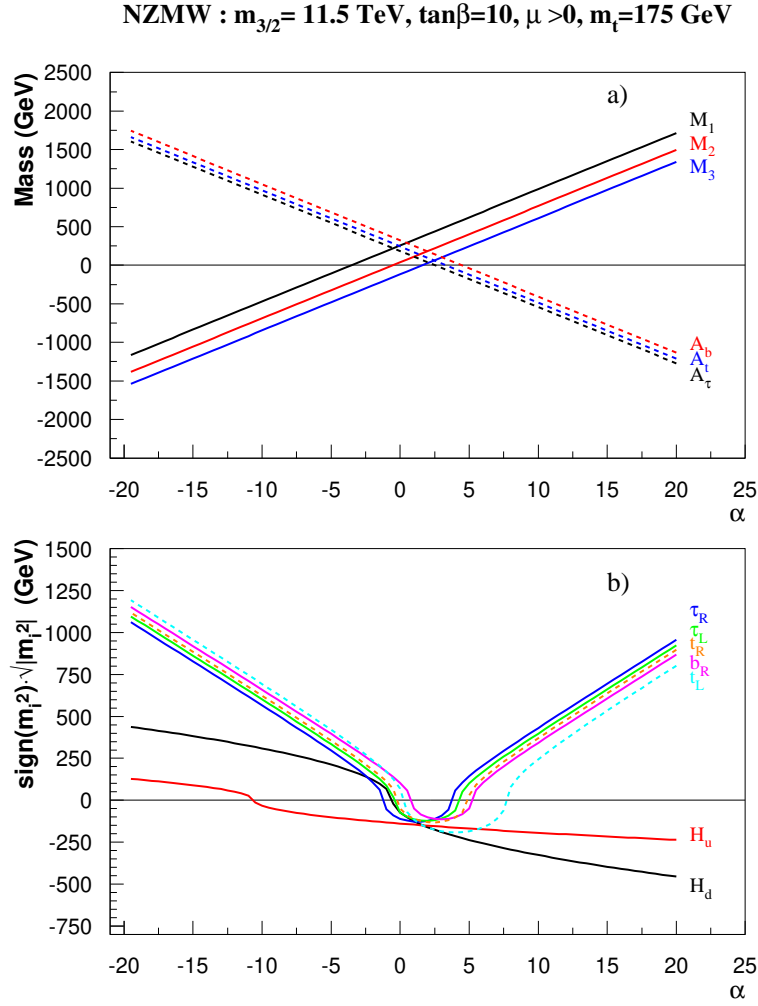 NZMW : m3/2= 11.5 TeV, tanβ=10, μ >0, mt=175 GeV
Mass (GeV)
2500
2000
1500
1000
500
0
-500
-1000
-1500
-2000
-2500
a)
M1
M2
M3
Ab
At
Aτ
-20 -15 -10 -5 0 5 10 15 20 25
α
sign(mi2)·√|mi2| (GeV)
1500
1250
1000
750
500
250
0
-250
-500
-750
b)
τR
τL
tR
bR
tL
Hu
Hd
-20 -15 -10 -5 0 5 10 15 20 25
α